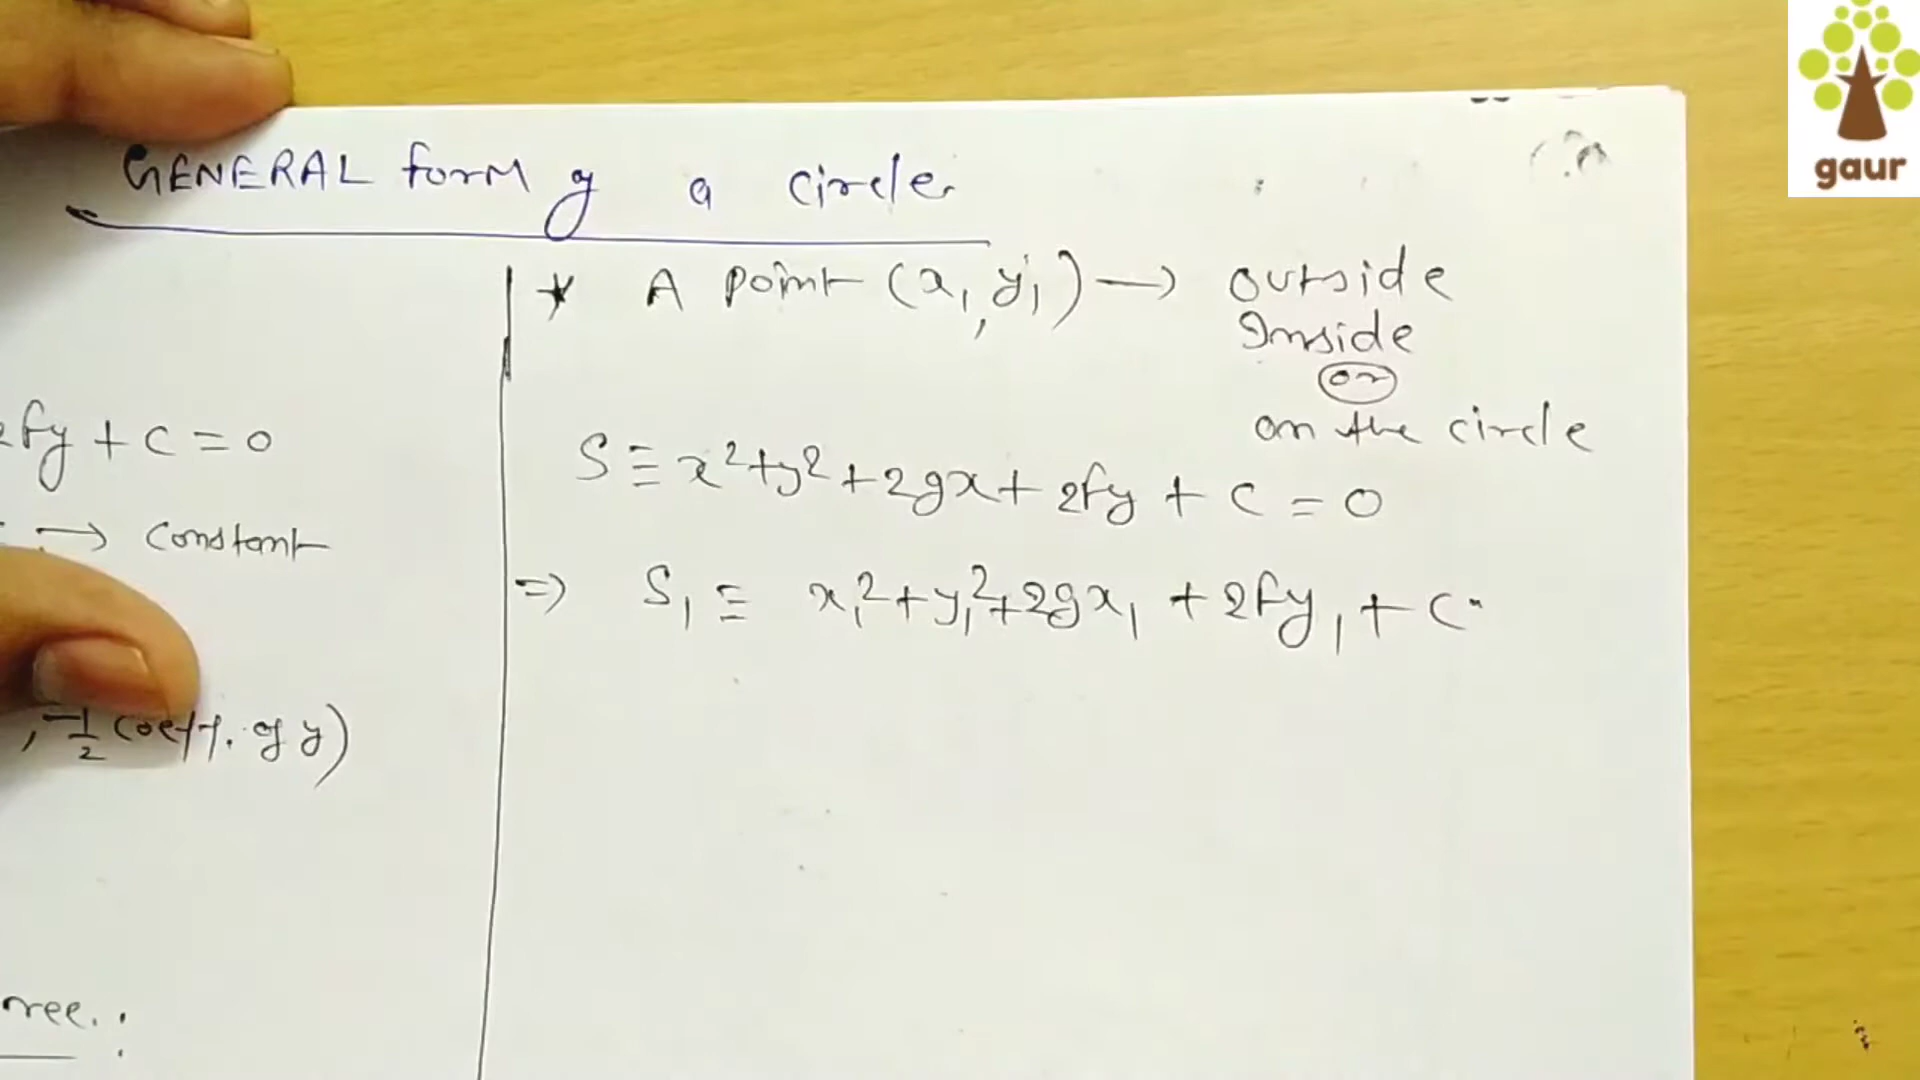 GENERAL form of a circle
2fy + c = 0
→ constant
, -1/2 coeff. of y)
ree. :
* A point (x₁, y₁) → outside
Inside
or
on the circle
S ≡ x² + y² + 2gx + 2fy + c = 0
⇒ S₁ ≡ x₁² + y₁² + 2gx₁ + 2fy₁ + c
gaur